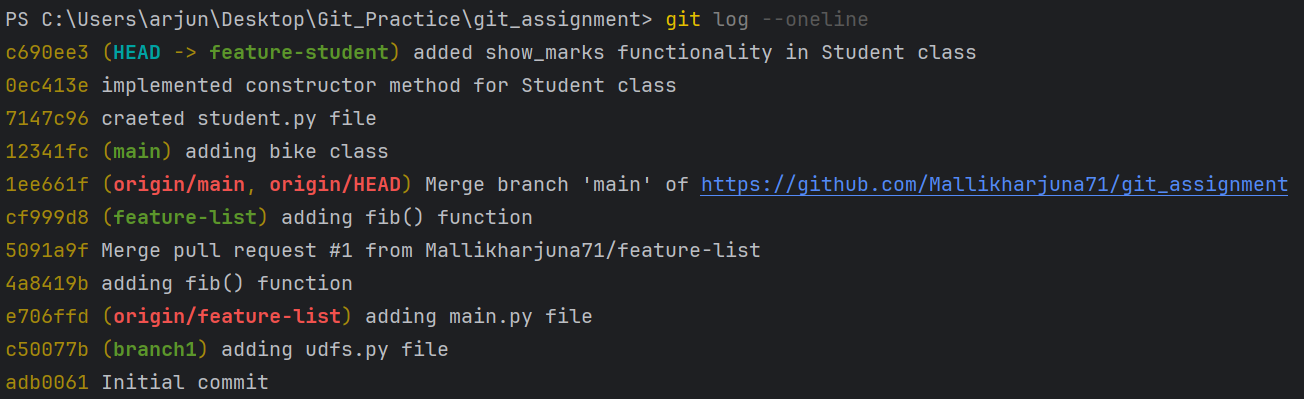 PS C:\Users\arjun\Desktop\Git_Practice\git_assignment> git log --oneline
c690ee3 (HEAD -> feature-student) added show_marks functionality in Student class
0ec413e implemented constructor method for Student class
7147c96 craeted student.py file
12341fc (main) adding bike class
1ee661f (origin/main, origin/HEAD) Merge branch 'main' of https://github.com/Mallikharjuna71/git_assignment
cf999d8 (feature-list) adding fib() function
5091a9f Merge pull request #1 from Mallikharjuna71/feature-list
4a8419b adding fib() function
e706ffd (origin/feature-list) adding main.py file
c50077b (branch1) adding udfs.py file
adb0061 Initial commit